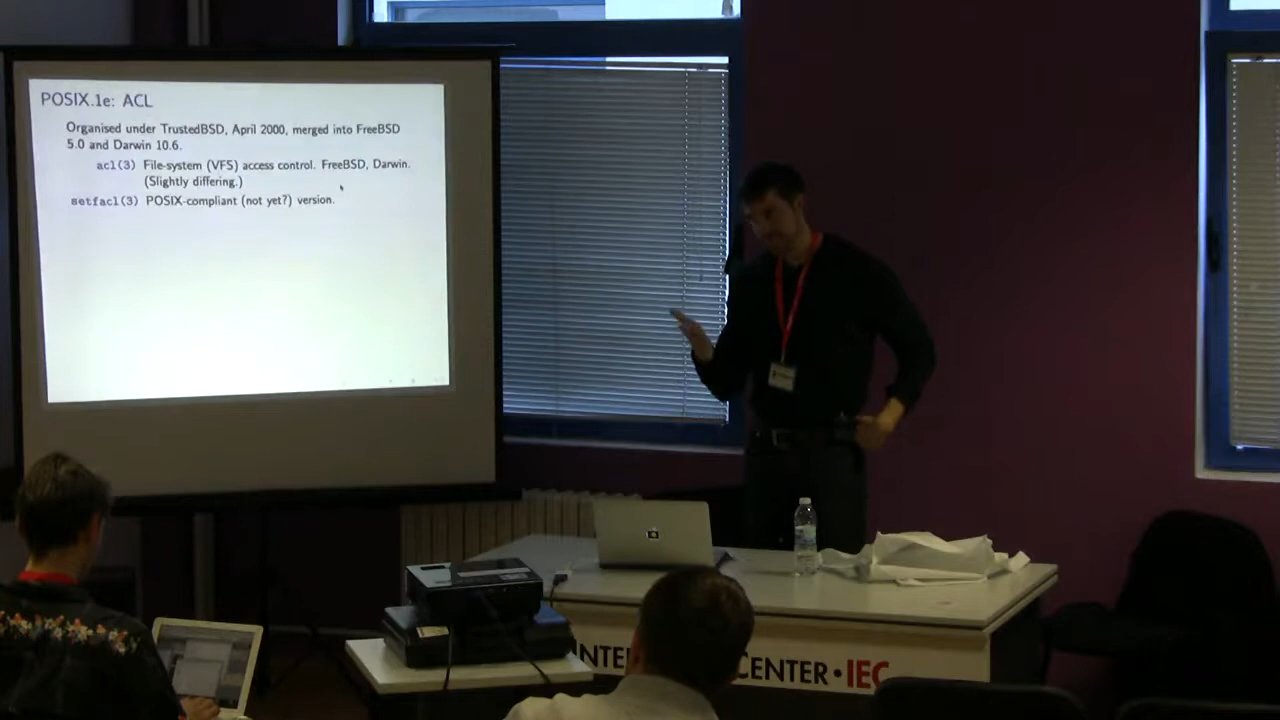 POSIX.1e: ACL
Organised under TrustedBSD, April 2000, merged into FreeBSD
5.0 and Darwin 10.6.
acl(3) File-system (VFS) access control. FreeBSD, Darwin.
(Slightly differing.)
setfacl(3) POSIX-compliant (not yet?) version.
INTE CENTER • IEC